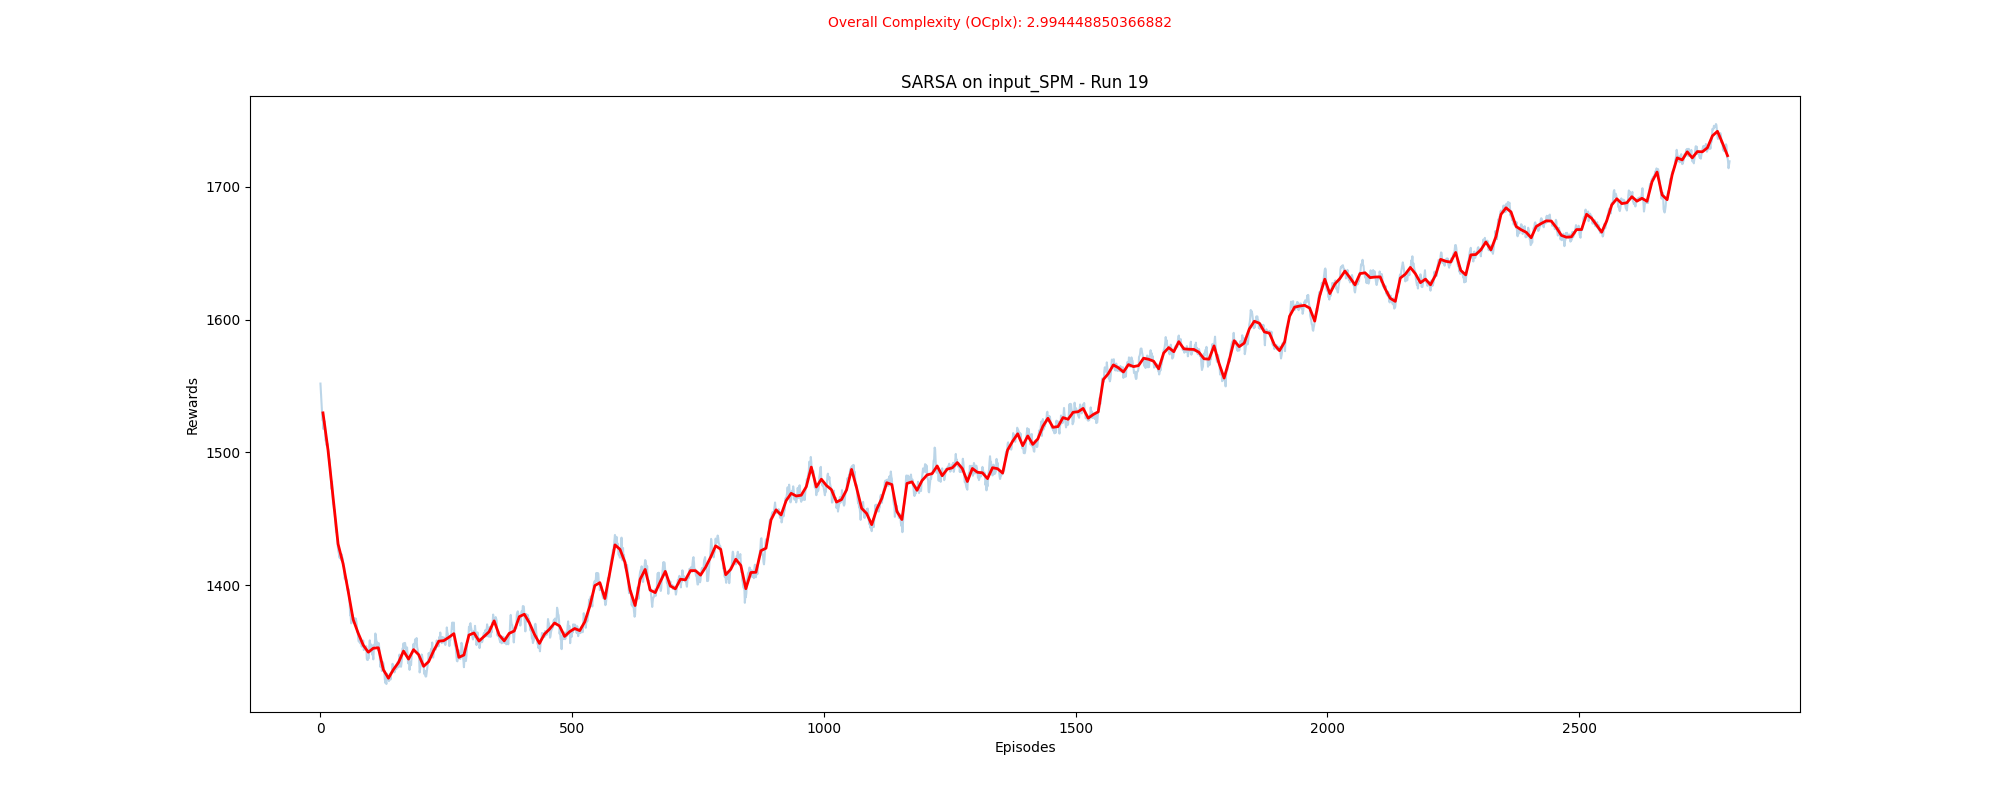 Overall Complexity (OCplx): 2.994448850366882
SARSA on input_SPM - Run 19
Rewards
1700
1600
1500
1400
0 500 1000 1500 2000 2500
Episodes